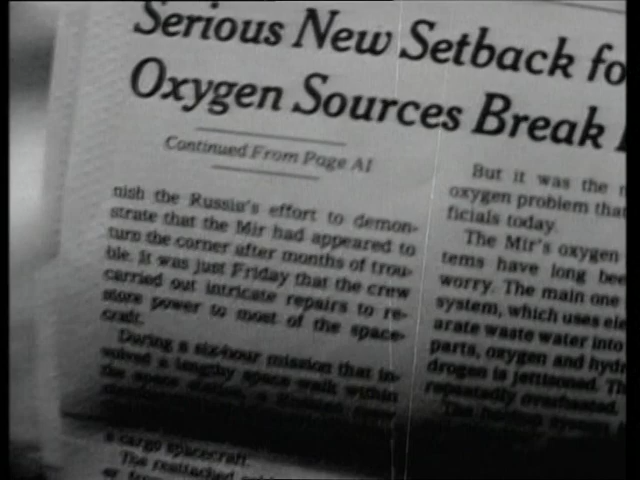 Serious New Setback fo
Oxygen Sources Break
Continued From Page A1
nish the Russia's effort to demon-
strate that the Mir had appeared to
turn the corner after months of trou-
ble. It was just Friday that the crew
carried out intricate repairs to re-
store power to most of the space-
craft.
During a six-hour mission that in-
volved a lengthy space walk within
a cargo spacecraft.
The reattached
But it was the
oxygen problem that
ficials today.
The Mir's oxygen
tems have long bee
worry. The main one
system, which uses ele
arate waste water into
parts, oxygen and hyd
drogen is jettisoned. Th
repeatedly overheated.